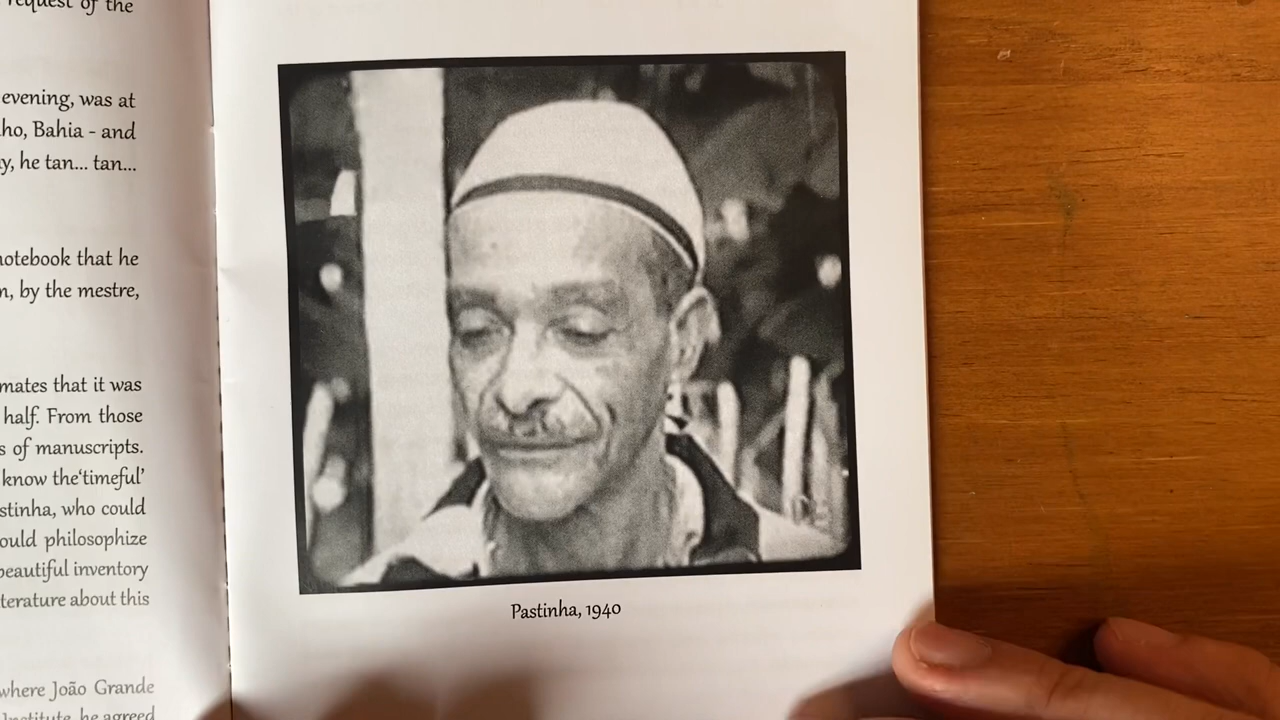 request of the
evening, was at
ho, Bahia - and
y, he tan... tan...
notebook that he
n, by the mestre,
mates that it was
half. From those
s of manuscripts.
know the'timeful'
stinha, who could
ould philosophize
beautiful inventory
terature about this
where João Grande
Institute, he agreed
Pastinha, 1940